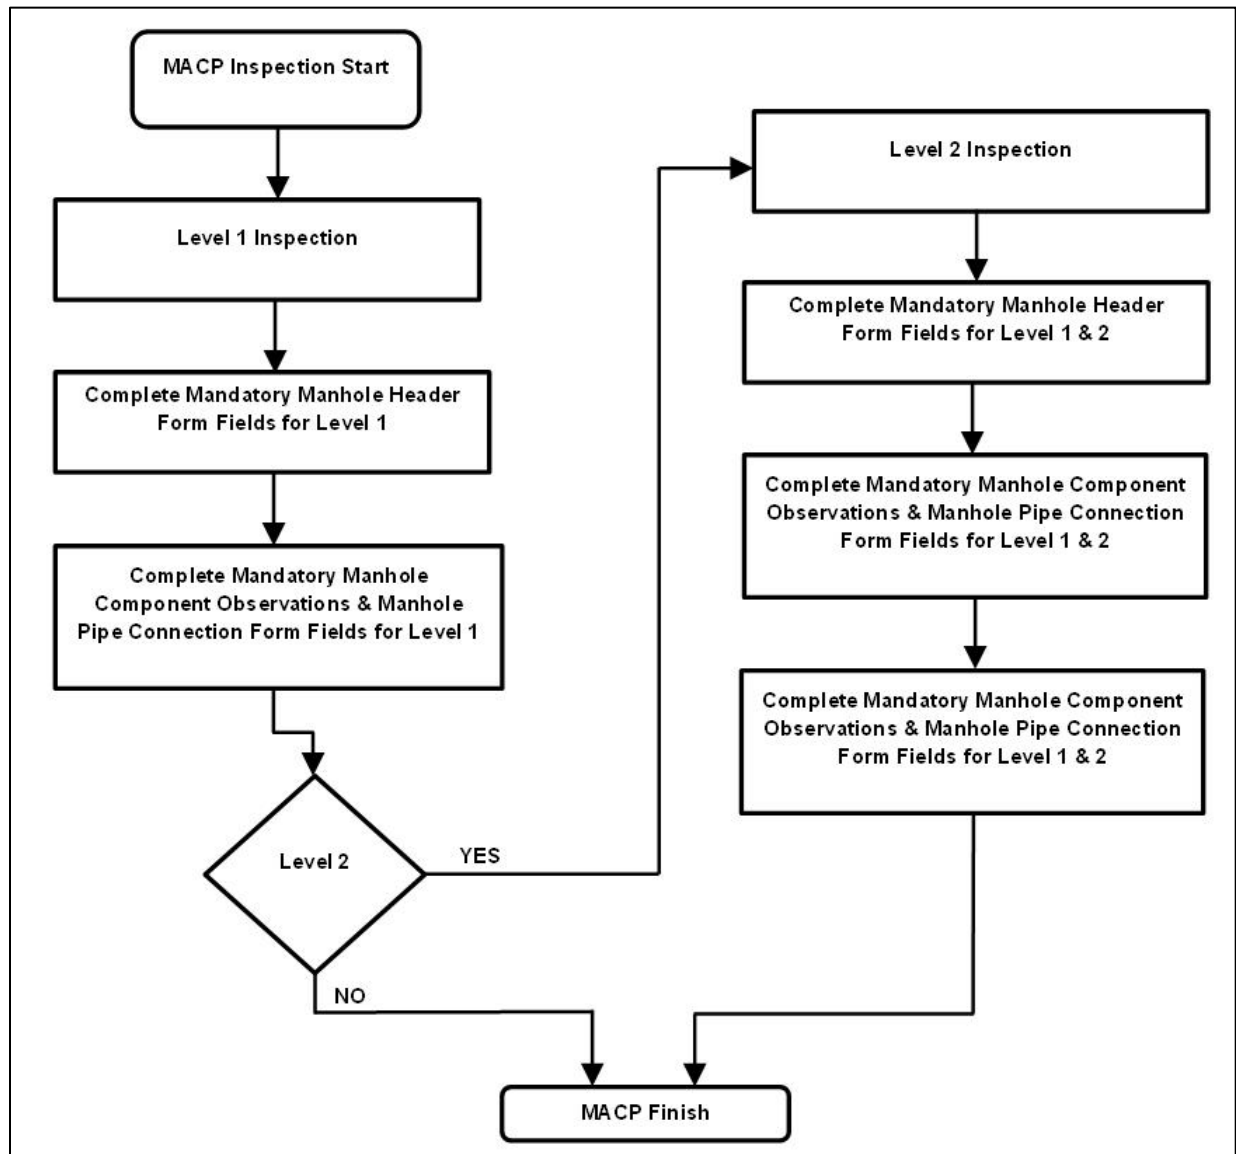 MACP Inspection Start
Level 1 Inspection
Complete Mandatory Manhole Header
Form Fields for Level 1
Complete Mandatory Manhole
Component Observations & Manhole
Pipe Connection Form Fields for Level 1
Level 2
YES
NO
Level 2 Inspection
Complete Mandatory Manhole Header
Form Fields for Level 1 & 2
Complete Mandatory Manhole Component
Observations & Manhole Pipe Connection
Form Fields for Level 1 & 2
Complete Mandatory Manhole Component
Observations & Manhole Pipe Connection
Form Fields for Level 1 & 2
MACP Finish